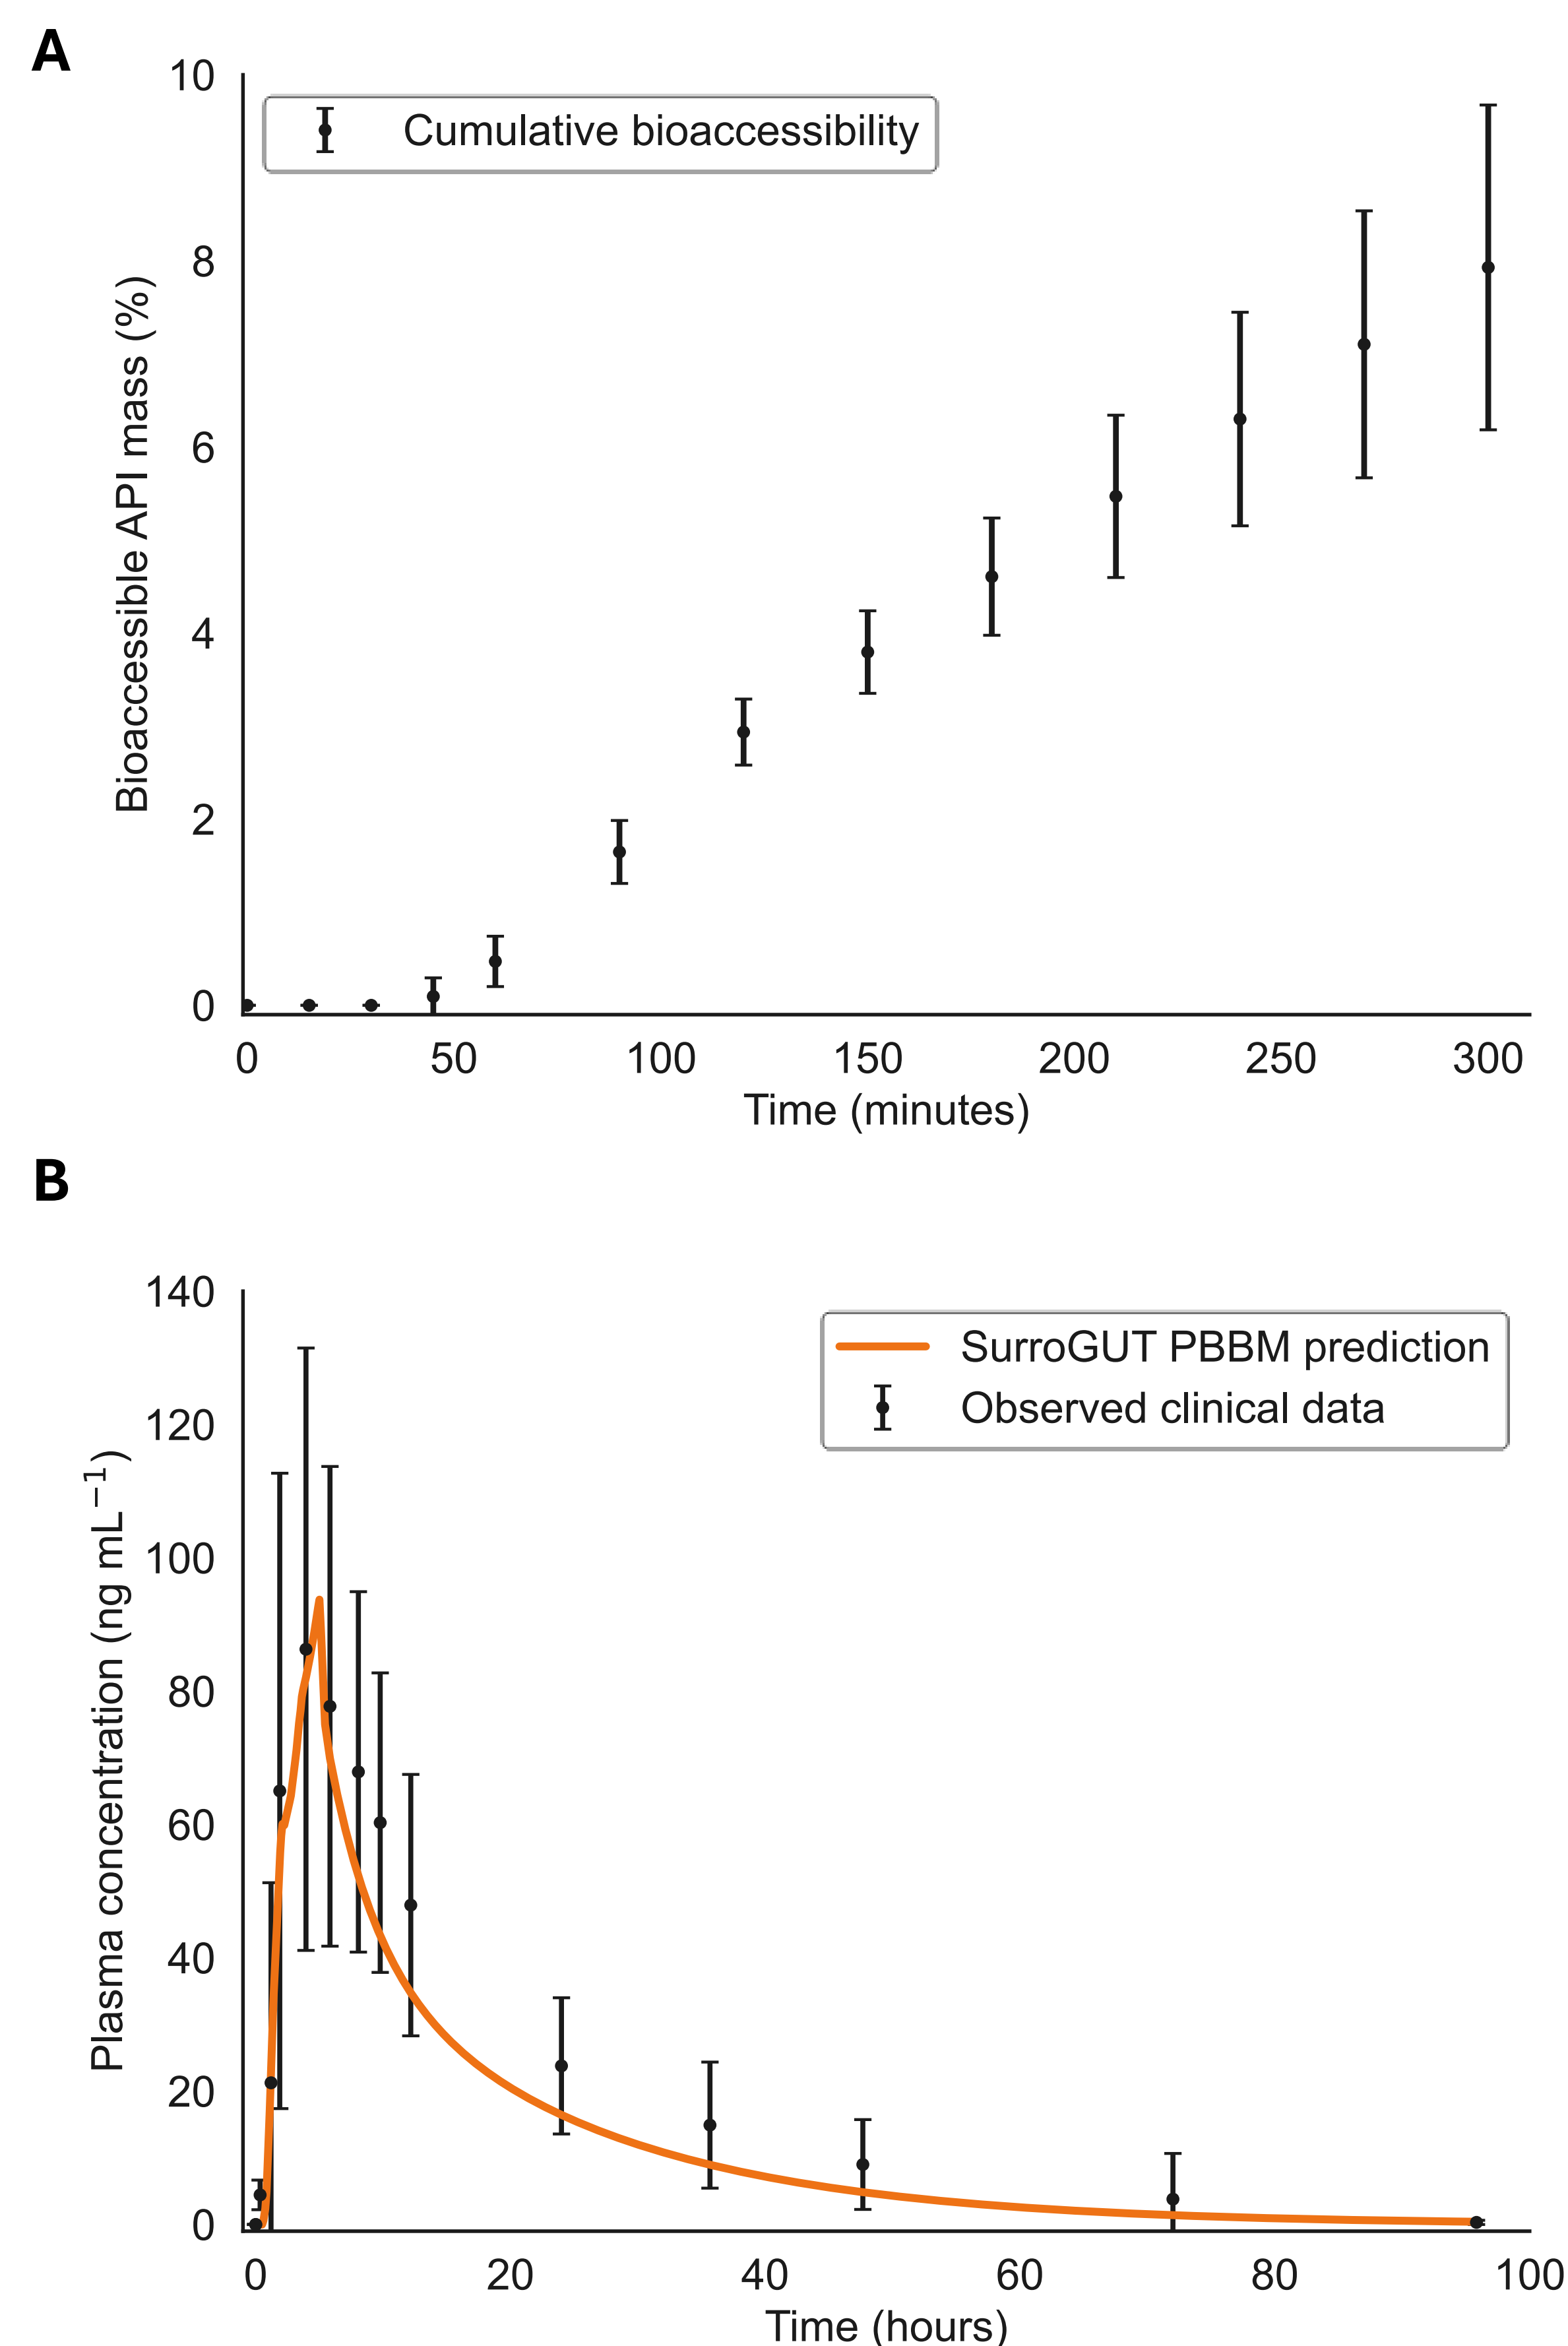 A
10
8
6
4
2
0
Bioaccessible API mass (%)
Cumulative bioaccessibility
0 50 100 150 200 250 300
Time (minutes)
B
140
120
100
80
60
40
20
0
Plasma concentration (ng mL⁻¹)
SurroGUT PBBM prediction
Observed clinical data
0 20 40 60 80 100
Time (hours)